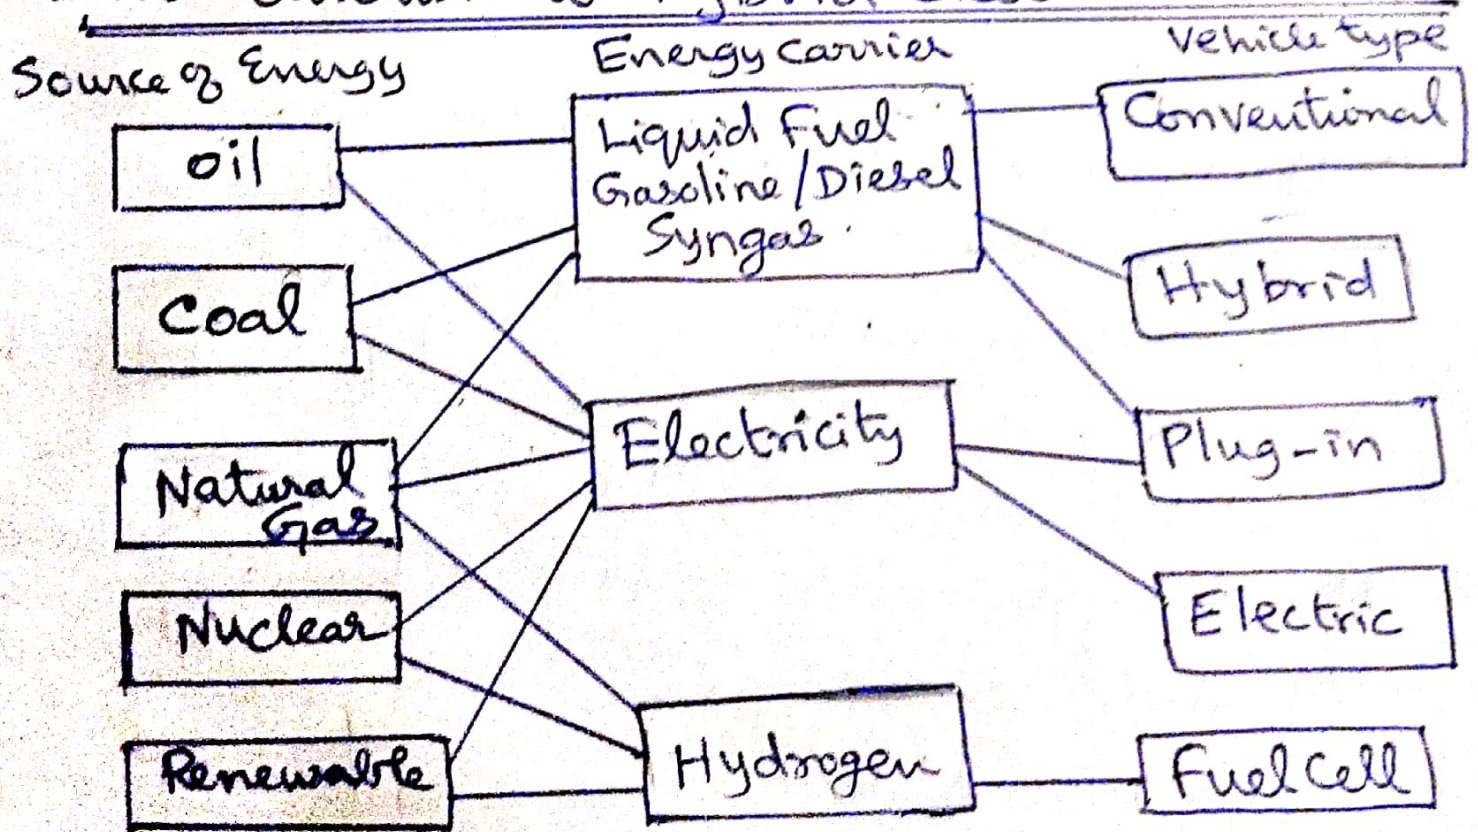 Hybrid
Source of Energy
Energy Carrier
Vehicle type
Oil
Liquid Fuel
Gasoline/Diesel
Syngas
Conventional
Coal
Hybrid
Natural
Gas
Electricity
Plug-in
Nuclear
Electric
Renewable
Hydrogen
Fuel Cell